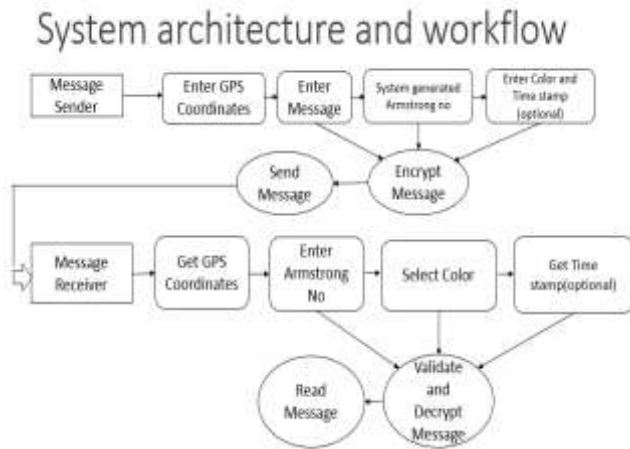 System architecture and workflow
Message
Sender
Enter GPS
Coordinates
Enter
Message
System generated
Armstrong no
Enter Color and
Time stamp
(optional)
Send
Message
Encrypt
Message
Message
Receiver
Get GPS
Coordinates
Enter
Armstrong
No
Select Color
Get Time
stamp(optional)
Read
Message
Validate
and
Decrypt
Message